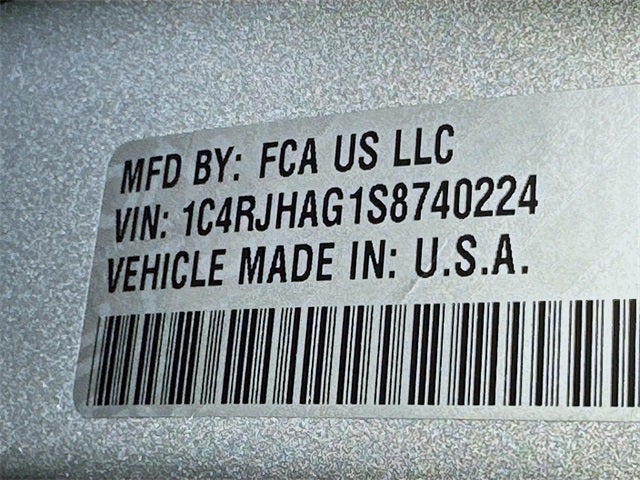 MFD BY: FCA US LLC
VIN: 1C4RJHAG1S8740224
VEHICLE MADE IN: U.S.A.